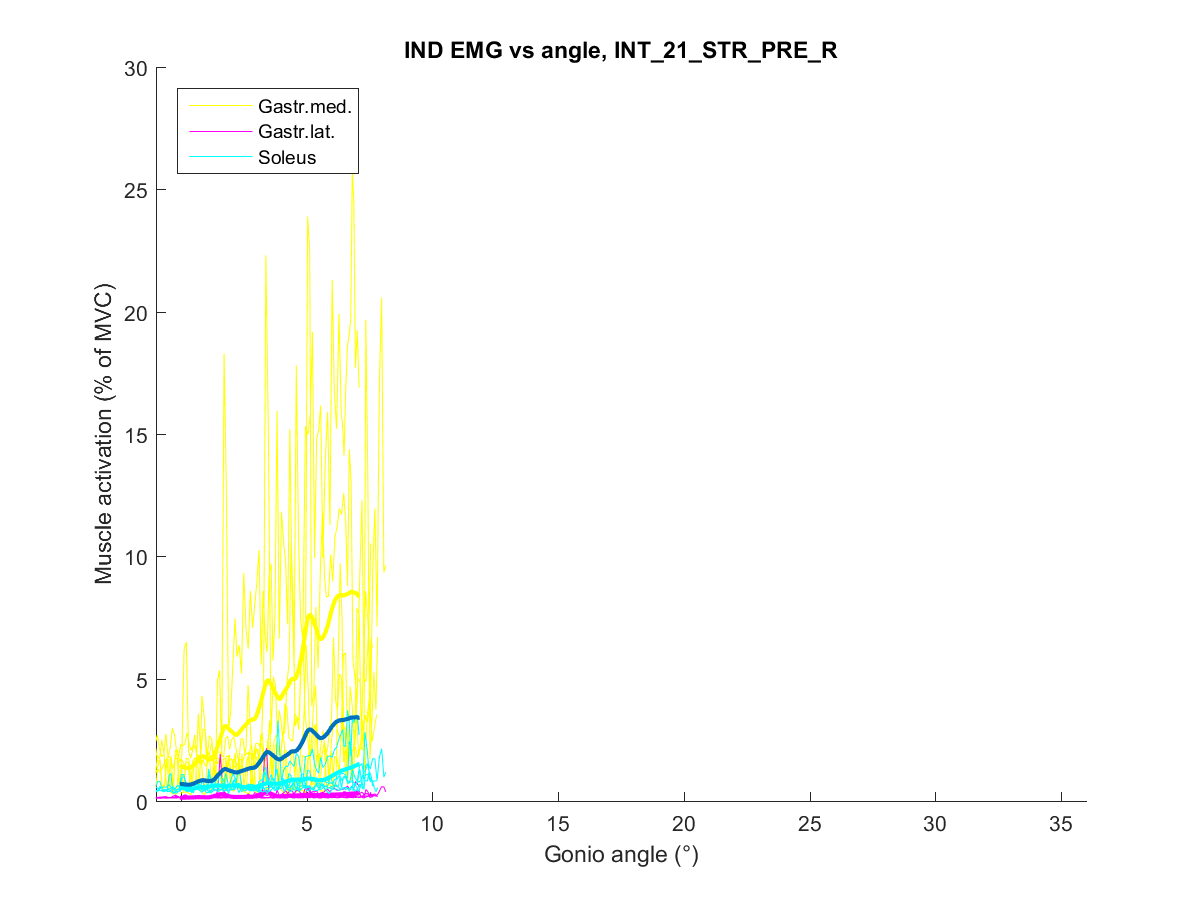 IND EMG vs angle, INT_21_STR_PRE_R
30
25
20
15
10
5
0
Muscle activation (% of MVC)
Gastr.med.
Gastr.lat.
Soleus
0 5 10 15 20 25 30 35
Gonio angle (°)